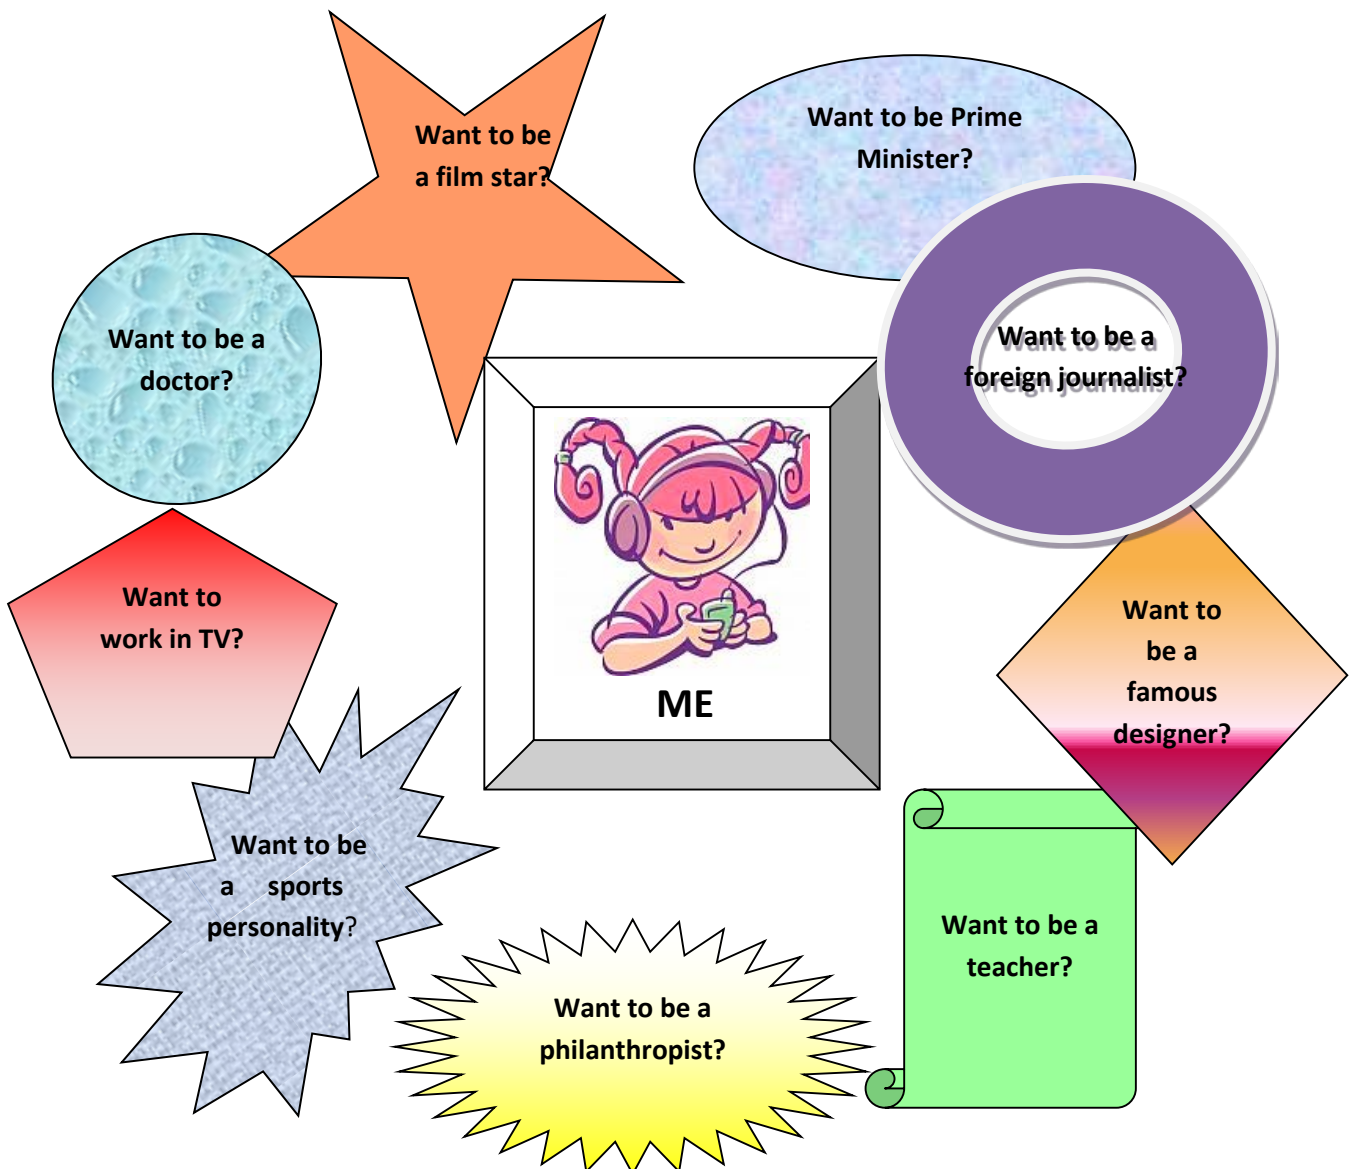 Want to be
a film star?
Want to be Prime
Minister?
Want to be a
doctor?
Want to be a
foreign journalist?
ME
Want to
work in TV?
Want to
be a
famous
designer?
Want to be
a sports
personality?
Want to be a
teacher?
Want to be a
philanthropist?